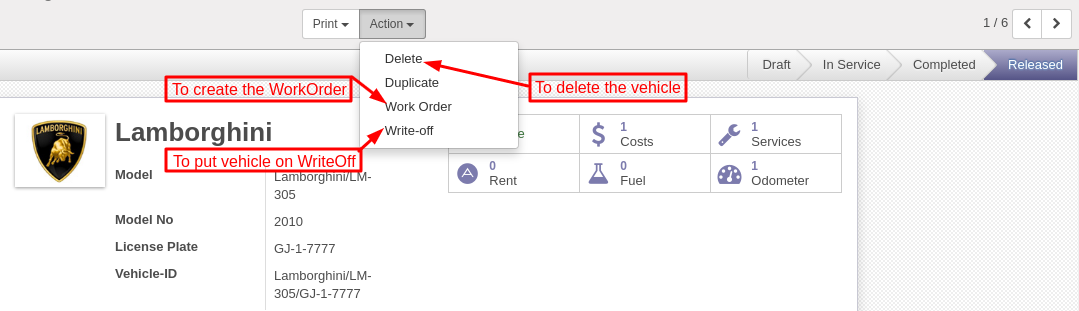 Print
Action
1 / 6
Delete
Duplicate
Work Order
Write-off
Draft
In Service
Completed
Released
To create the WorkOrder
To delete the vehicle
To put vehicle on WriteOff
LAMBORGHINI
Lamborghini
1
Costs
1
Services
0
Rent
0
Fuel
1
Odometer
Model
Lamborghini/LM-
305
Model No
2010
License Plate
GJ-1-7777
Vehicle-ID
Lamborghini/LM-
305/GJ-1-7777